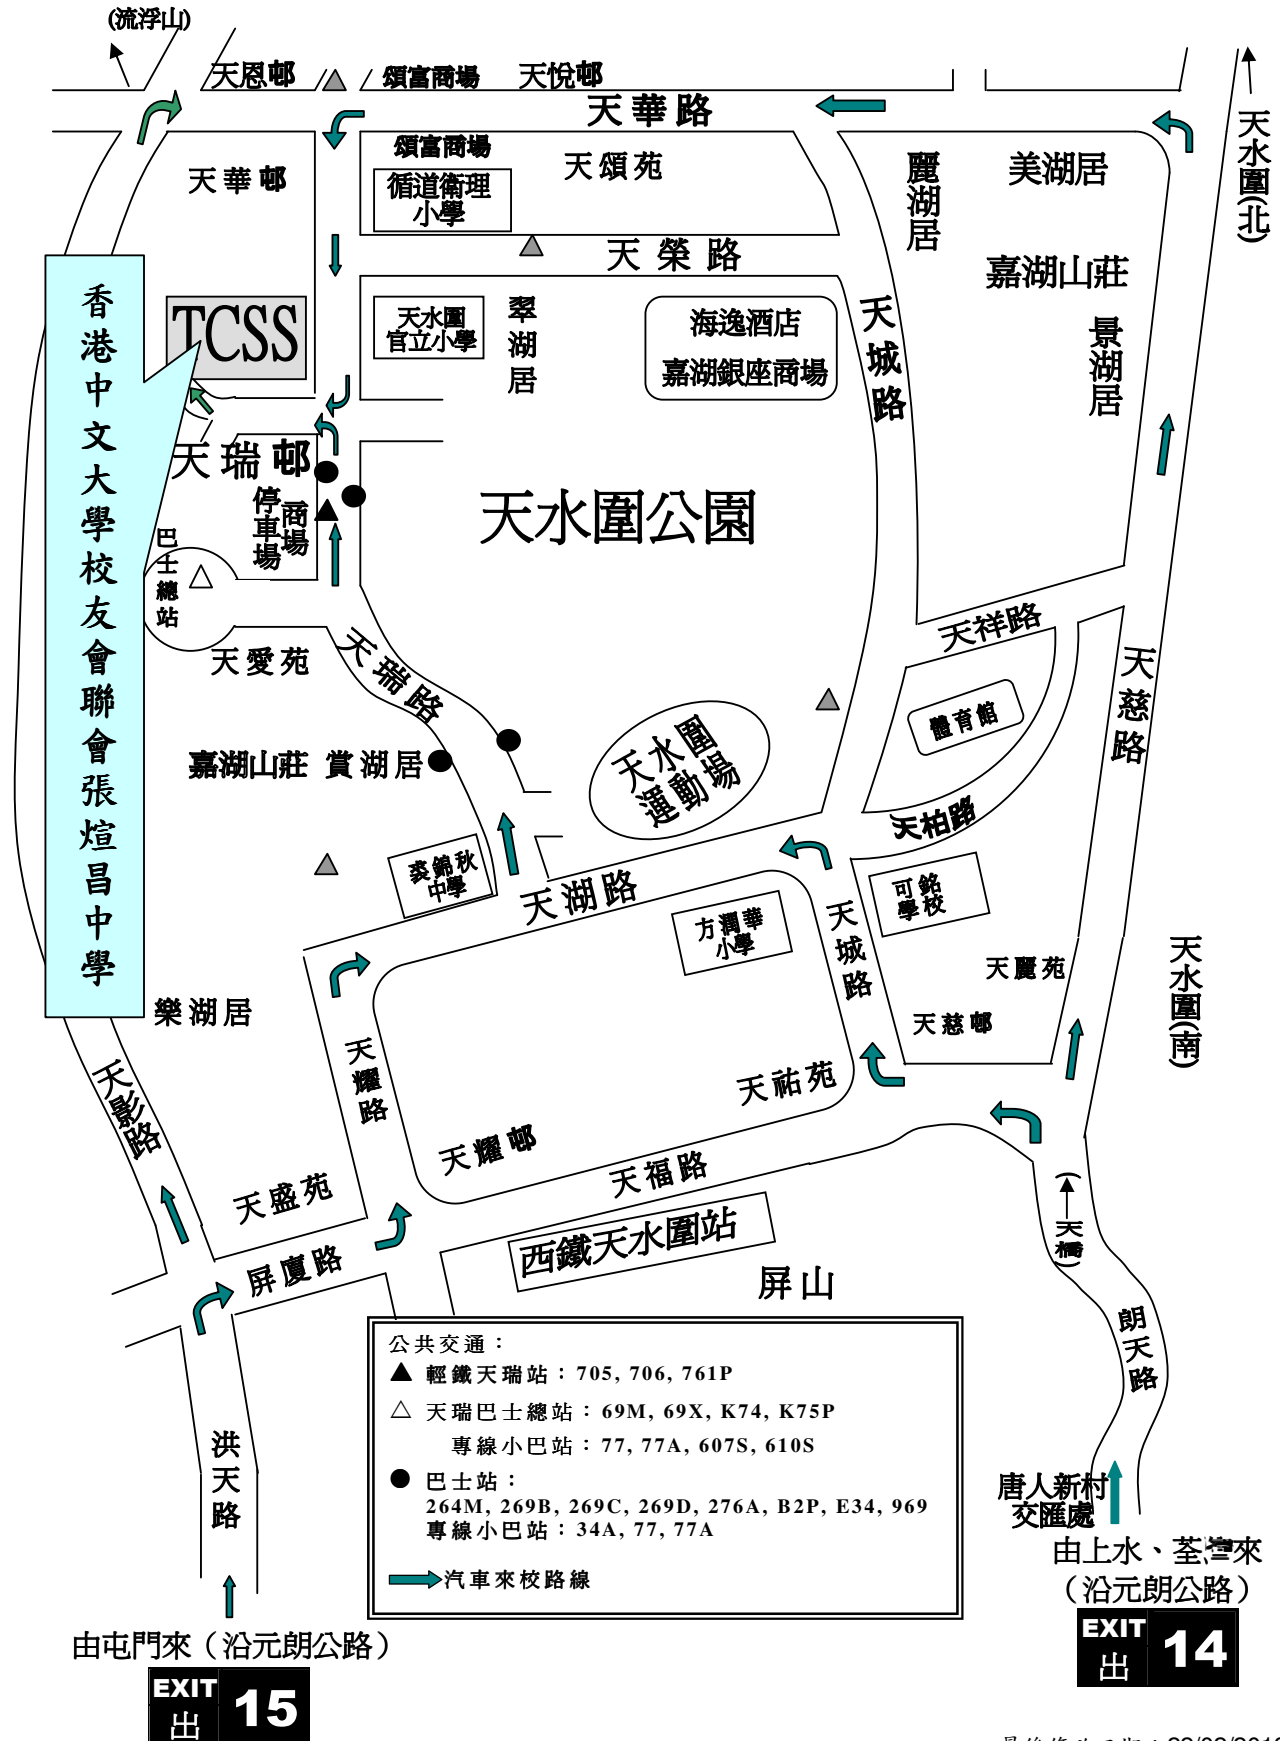 (流浮山)
天恩邨
頌富商場
天悅邨
天華路
天水圍(北)
頌富商場
天華邨
循道衛理
小學
天頌苑
麗湖居
美湖居
天榮路
嘉湖山莊
景湖居
TCSS
天水圍
官立小學
翠湖居
海逸酒店
嘉湖銀座商場
天城路
香港中文大學校友會聯會張煊昌中學
天瑞邨
停車場
商場
天水圍公園
巴士總站
天愛苑
天瑞路
天祥路
天慈路
體育館
嘉湖山莊 賞湖居
天水圍
運動場
天柏路
裘錦秋
中學
天湖路
方潤華
小學
天城路
可銘
學校
天麗苑
天水圍(南)
天慈邨
樂湖居
天耀路
天影路
天祐苑
天耀邨
天福路
天盛苑
西鐵天水圍站
(天橋)
屏廈路
屏山
朗天路
公共交通：
▲ 輕鐵天瑞站：705, 706, 761P
△ 天瑞巴士總站：69M, 69X, K74, K75P
專線小巴站：77, 77A, 607S, 610S
● 巴士站：
264M, 269B, 269C, 269D, 276A, B2P, E34, 969
專線小巴站：34A, 77, 77A
汽車來校路線
洪天路
唐人新村
交匯處
由上水、荃灣來
（沿元朗公路）
EXIT
出
14
由屯門來（沿元朗公路）
EXIT
出
15